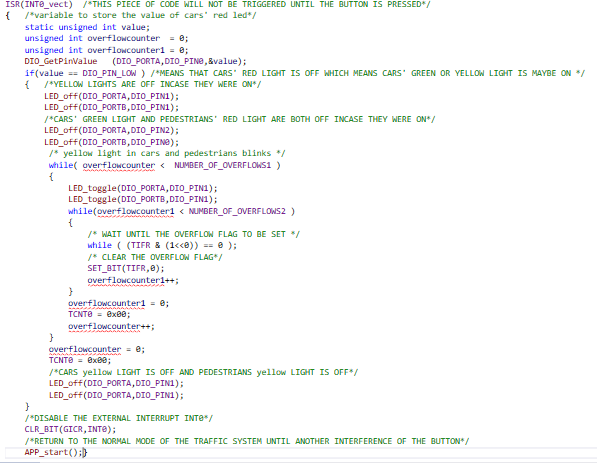 ISR(INT0_vect)  /*THIS PIECE OF CODE WILL NOT BE TRIGGERED UNTIL THE BUTTON IS PRESSED*/
{   /*variable to store the value of cars' red led*/
static unsigned int value;
unsigned int overflowcounter  = 0;
unsigned int overflowcounter1 = 0;
DIO_GetPinValue   (DIO_PORTA,DIO_PIN0,&value);
if(value == DIO_PIN_LOW ) /*MEANS THAT CARS' RED LIGHT IS OFF WHICH MEANS CARS' GREEN OR YELLOW LIGHT IS MAYBE ON */
{   /*YELLOW LIGHTS ARE OFF INCASE THEY WERE ON*/
LED_off(DIO_PORTA,DIO_PIN1);
LED_off(DIO_PORTB,DIO_PIN1);
/*CARS' GREEN LIGHT AND PEDESTRIANS' RED LIGHT ARE BOTH OFF INCASE THEY WERE ON*/
LED_off(DIO_PORTA,DIO_PIN2);
LED_off(DIO_PORTB,DIO_PIN0);
/* yellow light in cars and pedestrians blinks */
while( overflowcounter <  NUMBER_OF_OVERFLOWS1 )
{
LED_toggle(DIO_PORTA,DIO_PIN1);
LED_toggle(DIO_PORTB,DIO_PIN1);
while(overflowcounter1 < NUMBER_OF_OVERFLOWS2 )
{
/* WAIT UNTIL THE OVERFLOW FLAG TO BE SET */
while ( (TIFR & (1<<0)) == 0 );
/* CLEAR THE OVERFLOW FLAG*/
SET_BIT(TIFR,0);
overflowcounter1++;
}
overflowcounter1 = 0;
TCNT0 = 0x00;
overflowcounter++;
}
overflowcounter = 0;
TCNT0 = 0x00;
/*CARS yellow LIGHT IS OFF AND PEDESTRIANS yellow LIGHT IS OFF*/
LED_off(DIO_PORTA,DIO_PIN1);
LED_off(DIO_PORTA,DIO_PIN1);
}
/*DISABLE THE EXTERNAL INTERRUPT INT0*/
CLR_BIT(GICR,INT0);
/*RETURN TO THE NORMAL MODE OF THE TRAFFIC SYSTEM UNTIL ANOTHER INTERFERENCE OF THE BUTTON*/
APP_start();}